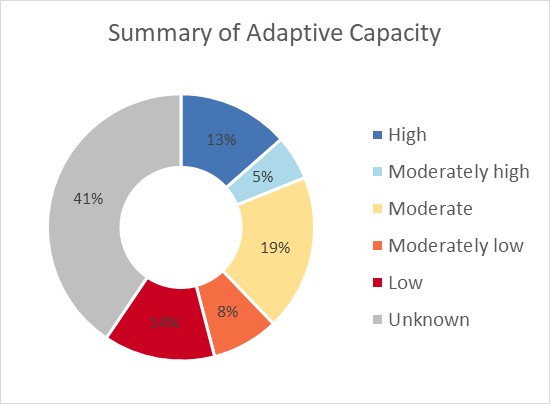 Summary of Adaptive Capacity
13%
5%
19%
8%
14%
41%
High
Moderately high
Moderate
Moderately low
Low
Unknown